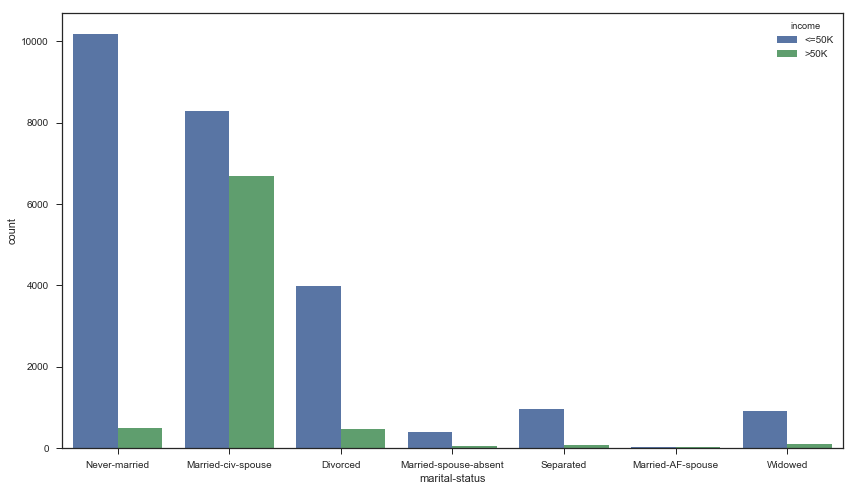 income
<=50K
>50K
10000
8000
6000
4000
2000
0
count
Never-married Married-civ-spouse Divorced Married-spouse-absent Separated Married-AF-spouse Widowed
marital-status